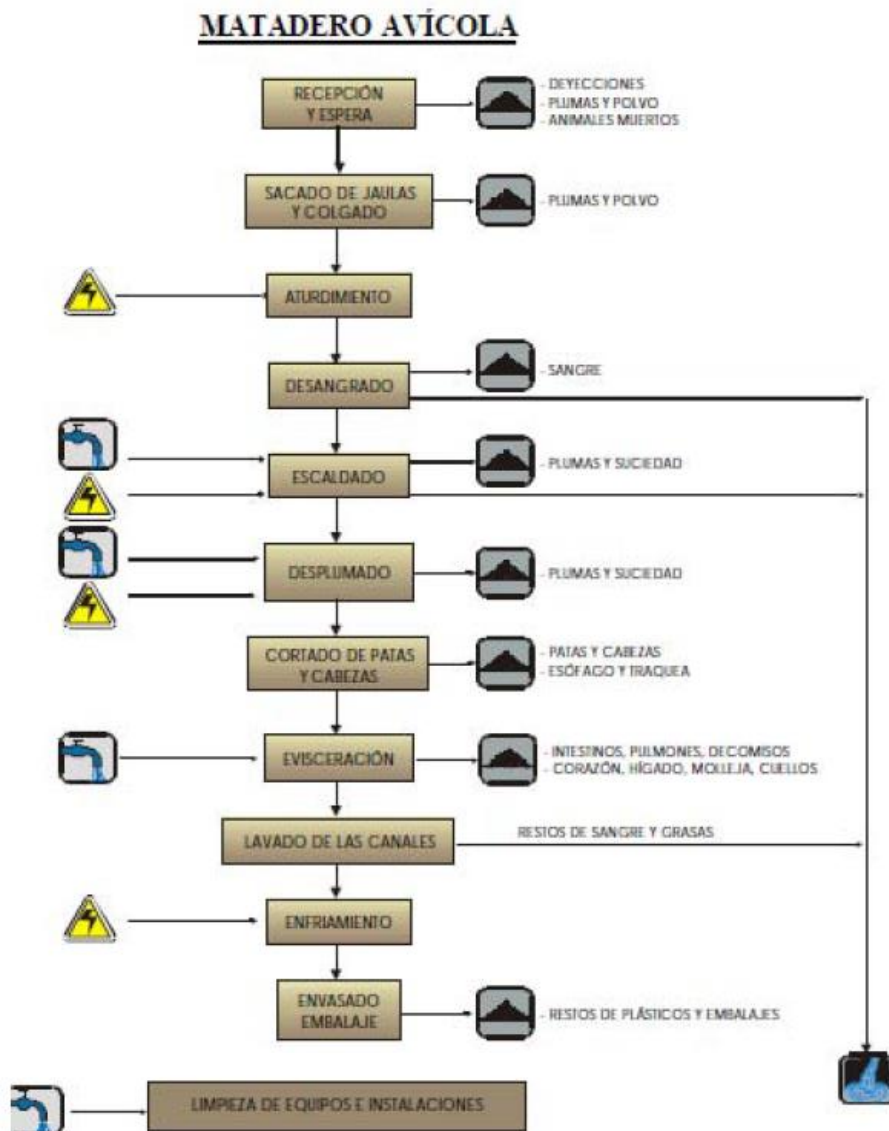 MATADERO AVÍCOLA
RECEPCIÓN
Y ESPERA
- DEYECCIONES
- PLUMAS Y POLVO
- ANIMALES MUERTOS
SACADO DE JAULAS
Y COLGADO
- PLUMAS Y POLVO
ATURDIMIENTO
DESANGRADO
- SANGRE
ESCALDADO
- PLUMAS Y SUCIEDAD
DESPLUMADO
- PLUMAS Y SUCIEDAD
CORTADO DE PATAS
Y CABEZAS
- PATAS Y CABEZAS
- ESÓFAGO Y TRAQUEA
EVISCERACIÓN
- INTESTINOS, PULMONES, DECOMISOS
- CORAZÓN, HÍGADO, MOLLEJA, CUELLOS
LAVADO DE LAS CANALES
RESTOS DE SANGRE Y GRASAS
ENFRIAMIENTO
ENVASADO
EMBALAJE
- RESTOS DE PLÁSTICOS Y EMBALAJES
LIMPIEZA DE EQUIPOS E INSTALACIONES